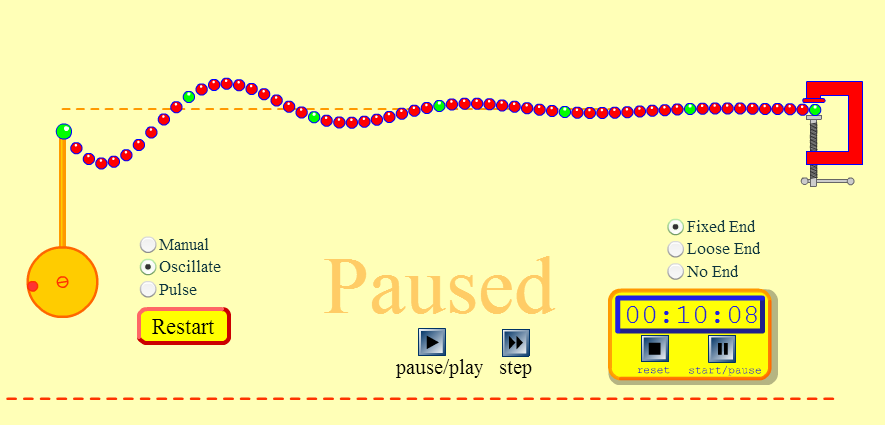 Manual
Oscillate
Pulse
Restart
Paused
pause/play
step
Fixed End
Loose End
No End
00:10:08
reset
start/pause